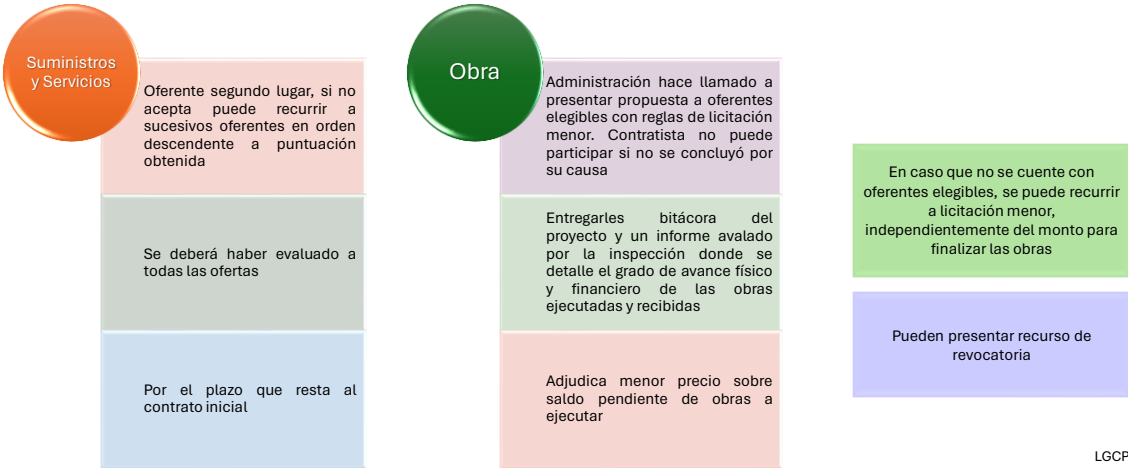 Suministros
y Servicios
Oferente segundo lugar, si no
acepta puede recurrir a
sucesivos oferentes en orden
descendente a puntuación
obtenida
Se deberá haber evaluado a
todas las ofertas
Por el plazo que resta al
contrato inicial
Obra
Administración hace llamado a
presentar propuesta a oferentes
elegibles con reglas de licitación
menor. Contratista no puede
participar si no se concluyó por
su causa
Entregarles bitácora del
proyecto y un informe avalado
por la inspección donde se
detalle el grado de avance físico
y financiero de las obras
ejecutadas y recibidas
Adjudica menor precio sobre
saldo pendiente de obras a
ejecutar
En caso que no se cuente con
oferentes elegibles, se puede recurrir
a licitación menor,
independientemente del monto para
finalizar las obras
Pueden presentar recurso de
revocatoria
LGCP